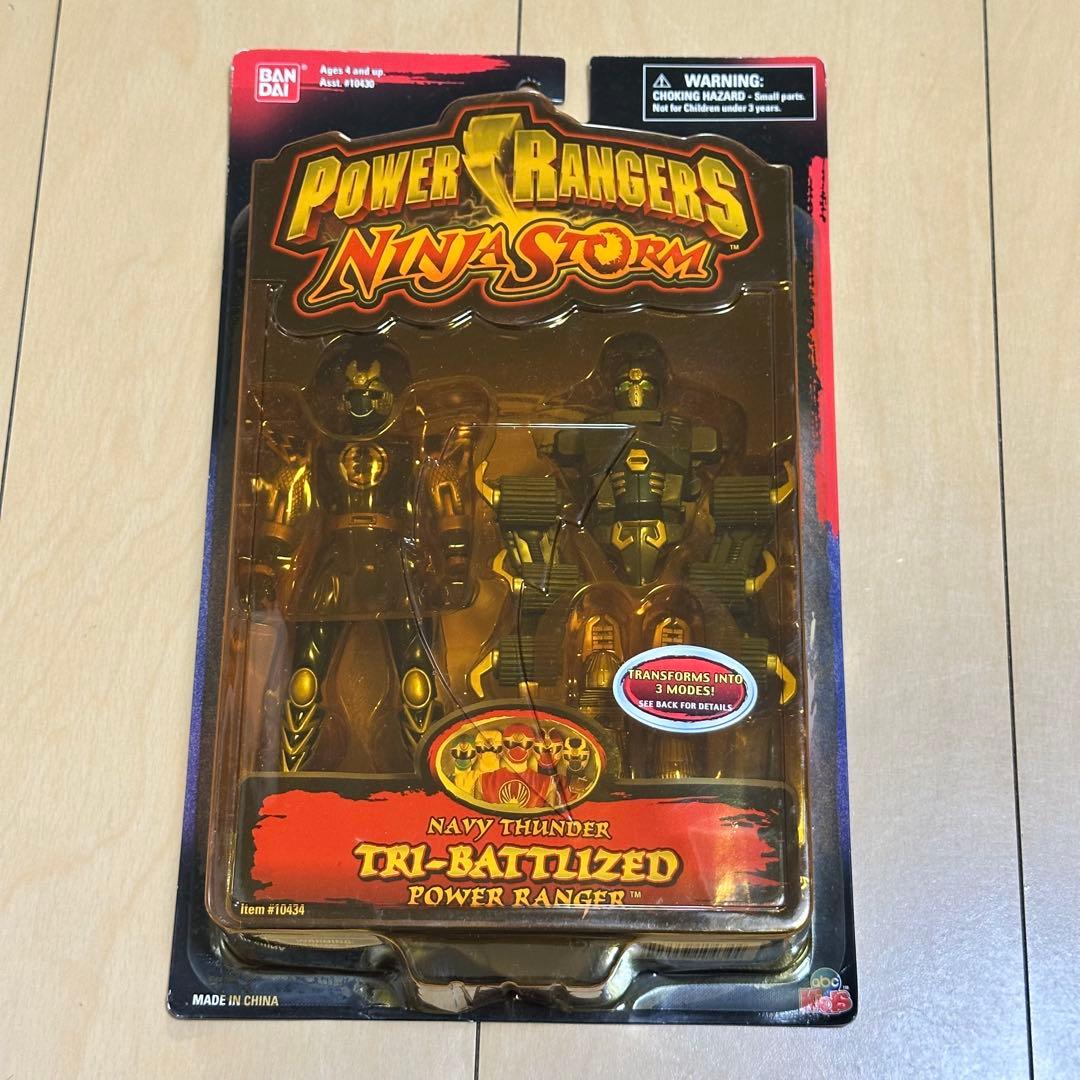 BAN
DAI
Ages 4 and up.
Asst. #10430
WARNING:
CHOKING HAZARD - Small parts.
Not for Children under 3 years.
POWER RANGERS
NINJA STORM™
TRANSFORMS INTO
3 MODES!
SEE BACK FOR DETAILS
NAVY THUNDER
TRI-BATTLIZED
POWER RANGER™
Item #10434
MADE IN CHINA
abc
Kids